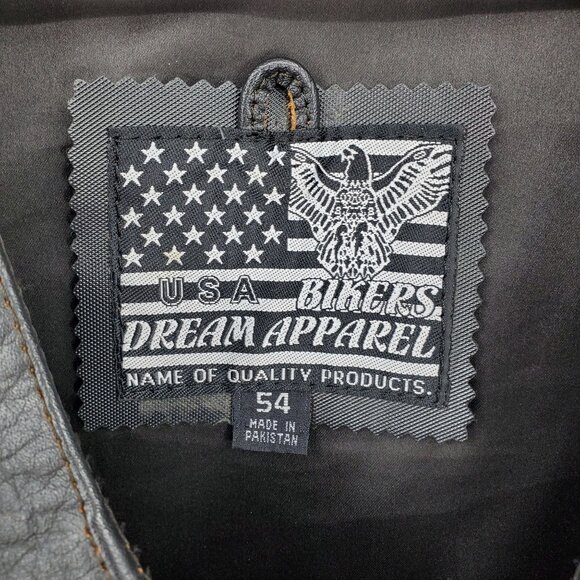 USA BIKERS
DREAM APPAREL
NAME OF QUALITY PRODUCTS.
54
MADE IN
PAKISTAN